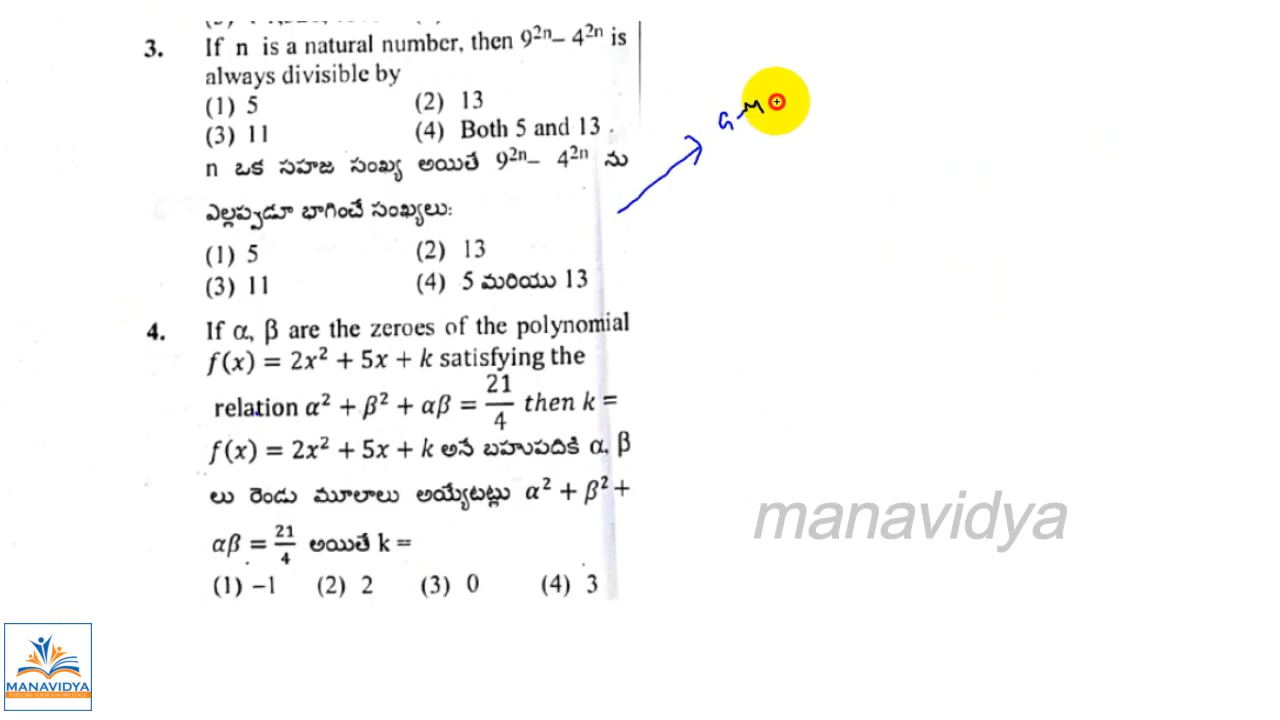 3. If n is a natural number, then 9²ⁿ– 4²ⁿ is
always divisible by
(1) 5 (2) 13
(3) 11 (4) Both 5 and 13 .
n ఒక సహజ సంఖ్య అయితే 9²ⁿ– 4²ⁿ ను
ఎల్లప్పుడూ భాగించే సంఖ్యలు:
(1) 5 (2) 13
(3) 11 (4) 5 మరియు 13
4. If α, β are the zeroes of the polynomial
f(x) = 2x² + 5x + k satisfying the
relation α² + β² + αβ = 21/4 then k =
f(x) = 2x² + 5x + k అనే బహుపదికి α, β
లు రెండు మూలాలు అయ్యేటట్లు α² + β² +
αβ = 21/4 అయితే k =
(1) –1 (2) 2 (3) 0 (4) 3
manavidya
MANAVIDYA